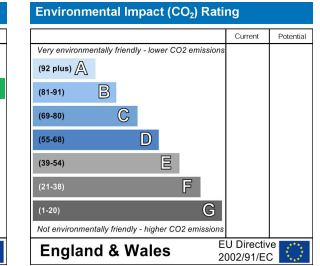 Environmental Impact (CO₂) Rating
Current Potential
Very environmentally friendly - lower CO2 emissions
(92 plus) A
(81-91) B
(69-80) C
(55-68) D
(39-54) E
(21-38) F
(1-20) G
Not environmentally friendly - higher CO2 emissions
England & Wales
EU Directive
2002/91/EC